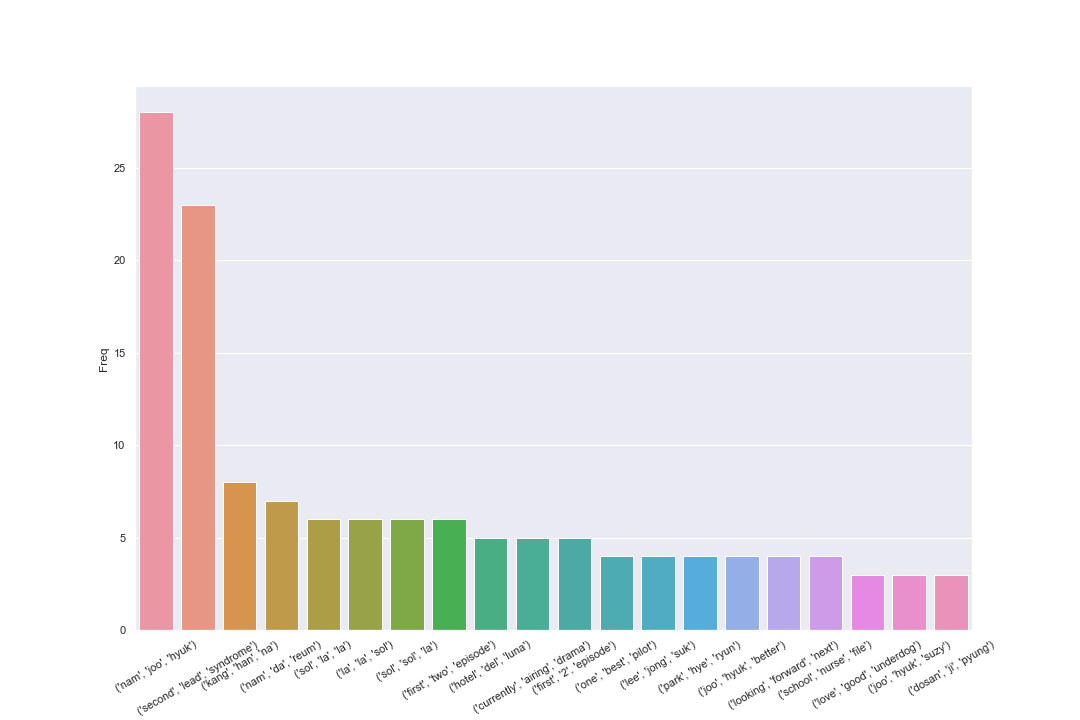 25
20
15
10
5
0
Freq
('nam', 'joo', 'hyuk')
('second', 'lead', 'syndrome')
('kang', 'han', 'na')
('nam', 'da', 'reum')
('sol', 'la', 'la')
('la', 'la', 'sol')
('sol', 'sol', 'la')
('first', 'two', 'episode')
('hotel', 'del', 'luna')
('currently', 'airing', 'drama')
('first', '2', 'episode')
('one', 'best', 'pilot')
('lee', 'jong', 'suk')
('park', 'hye', 'ryun')
('joo', 'hyuk', 'better')
('looking', 'forward', 'next')
('school', 'nurse', 'file')
('love', 'good', 'underdog')
('joo', 'hyuk', 'suzy')
('dosan', 'ji', 'pyung')